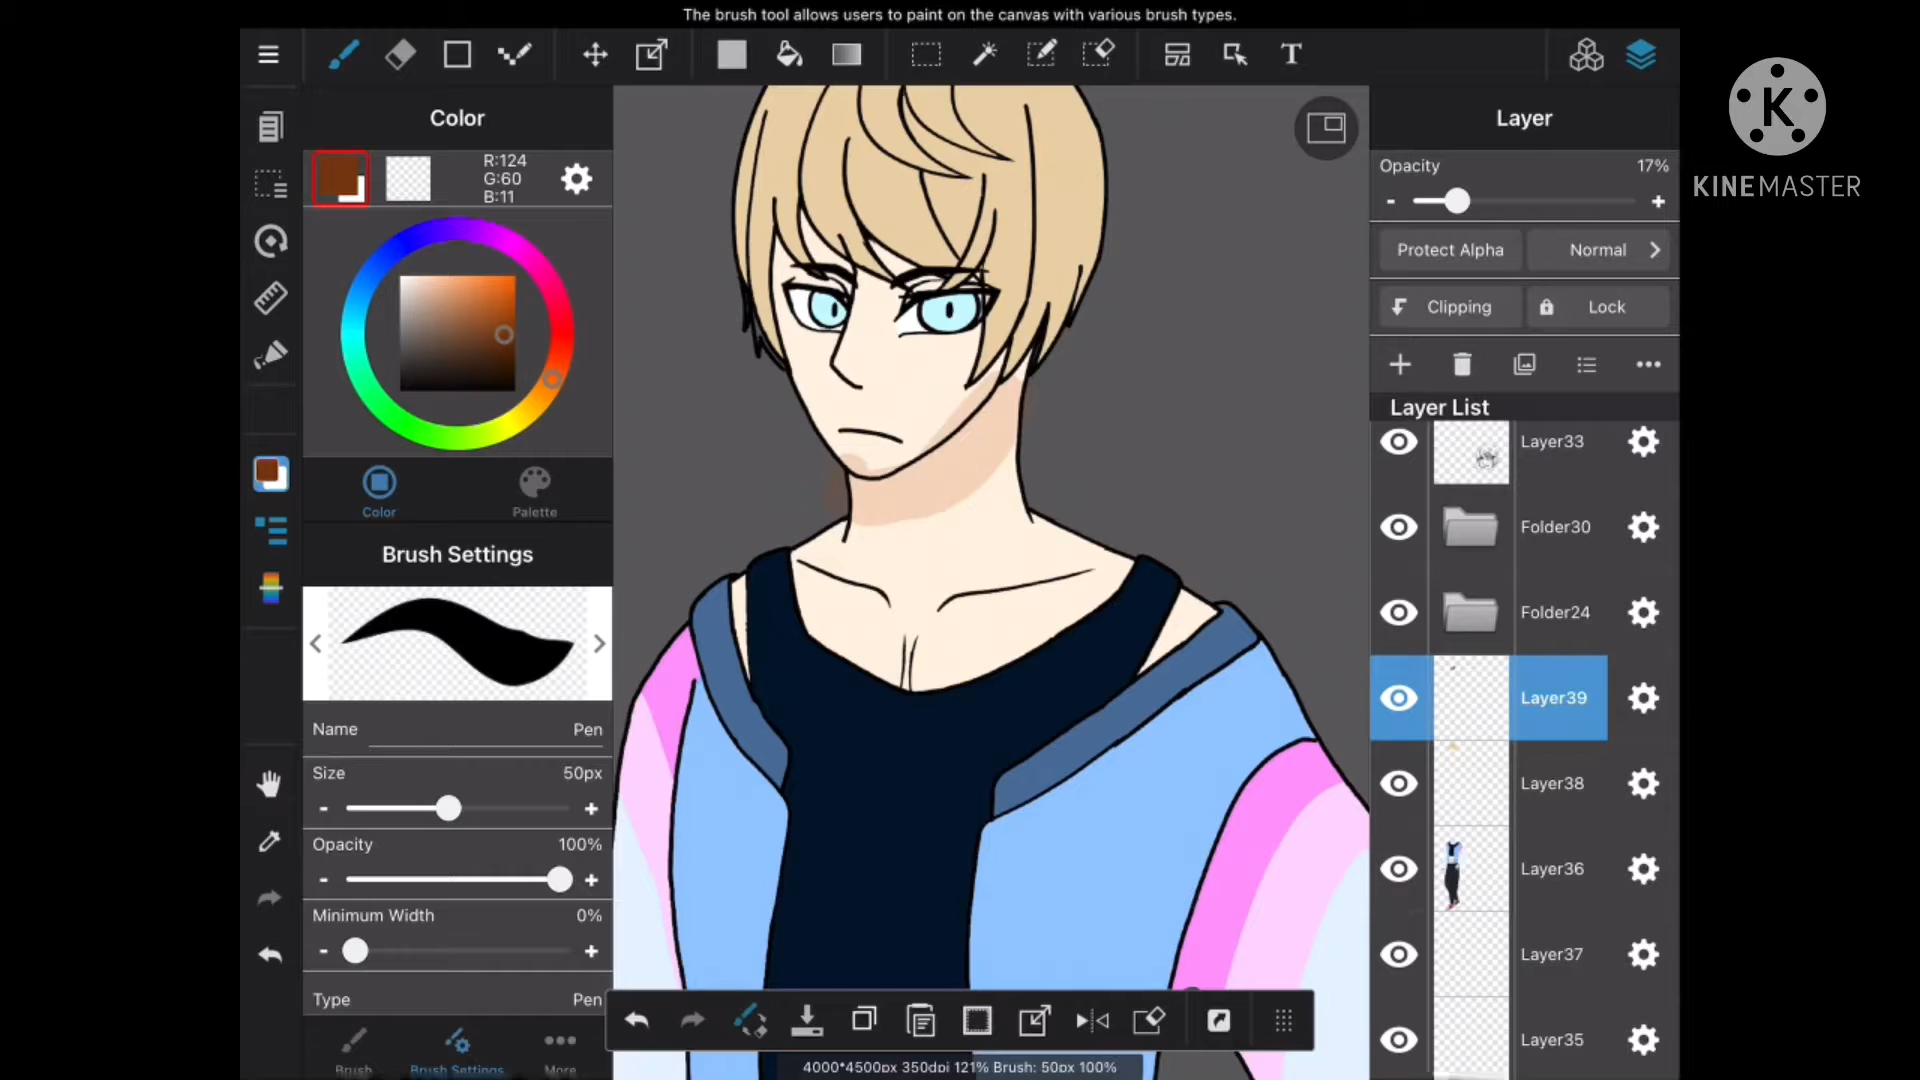 The brush tool allows users to paint on the canvas with various brush types.
T
Color
R:124
G:60
B:11
Color
Palette
Brush Settings
Name Pen
Size 50px
- +
Opacity 100%
- +
Minimum Width 0%
- +
Type Pen
Brush
Brush Settings
More
4000*4500px 350dpi 121% Brush: 50px 100%
Layer
Opacity 17%
- +
Protect Alpha
Normal
Clipping
Lock
Layer List
Layer33
Folder30
Folder24
Layer39
Layer38
Layer36
Layer37
Layer35
K
KINEMASTER